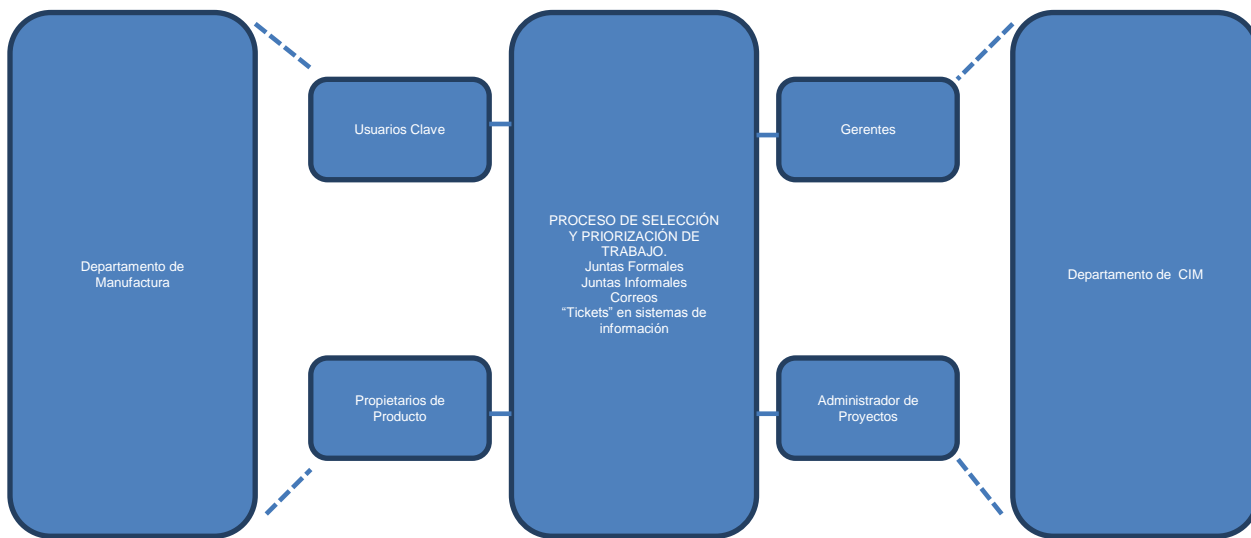 Departamento de
Manufactura
Usuarios Clave
Propietarios de
Producto
PROCESO DE SELECCIÓN
Y PRIORIZACIÓN DE
TRABAJO.
Juntas Formales
Juntas Informales
Correos
“Tickets” en sistemas de
información
Gerentes
Administrador de
Proyectos
Departamento de CIM